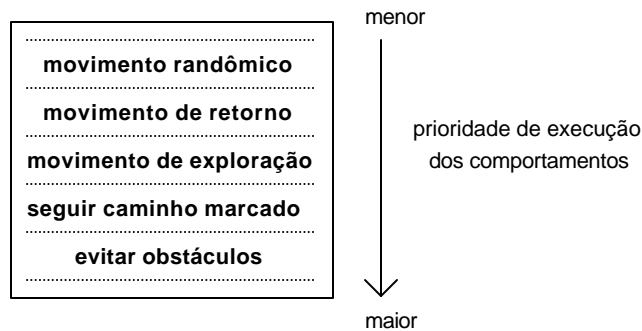 menor
movimento randômico
movimento de retorno
movimento de exploração
seguir caminho marcado
evitar obstáculos
prioridade de execução
dos comportamentos
maior